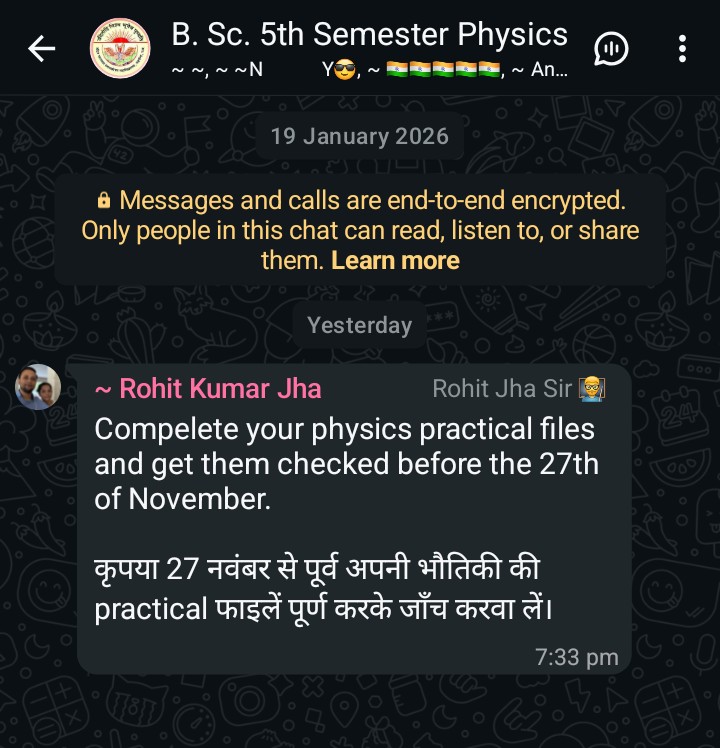 B. Sc. 5th Semester Physics
~ ~, ~ ~N Y😎, ~ 🇮🇳🇮🇳🇮🇳🇮🇳🇮🇳, ~ An...
19 January 2026
🔒 Messages and calls are end-to-end encrypted.
Only people in this chat can read, listen to, or share
them. Learn more
Yesterday
~ Rohit Kumar Jha Rohit Jha Sir 👨‍🏫
Compelete your physics practical files
and get them checked before the 27th
of November.
कृपया 27 नवंबर से पूर्व अपनी भौतिकी की
practical फाइलें पूर्ण करके जाँच करवा लें।
7:33 pm